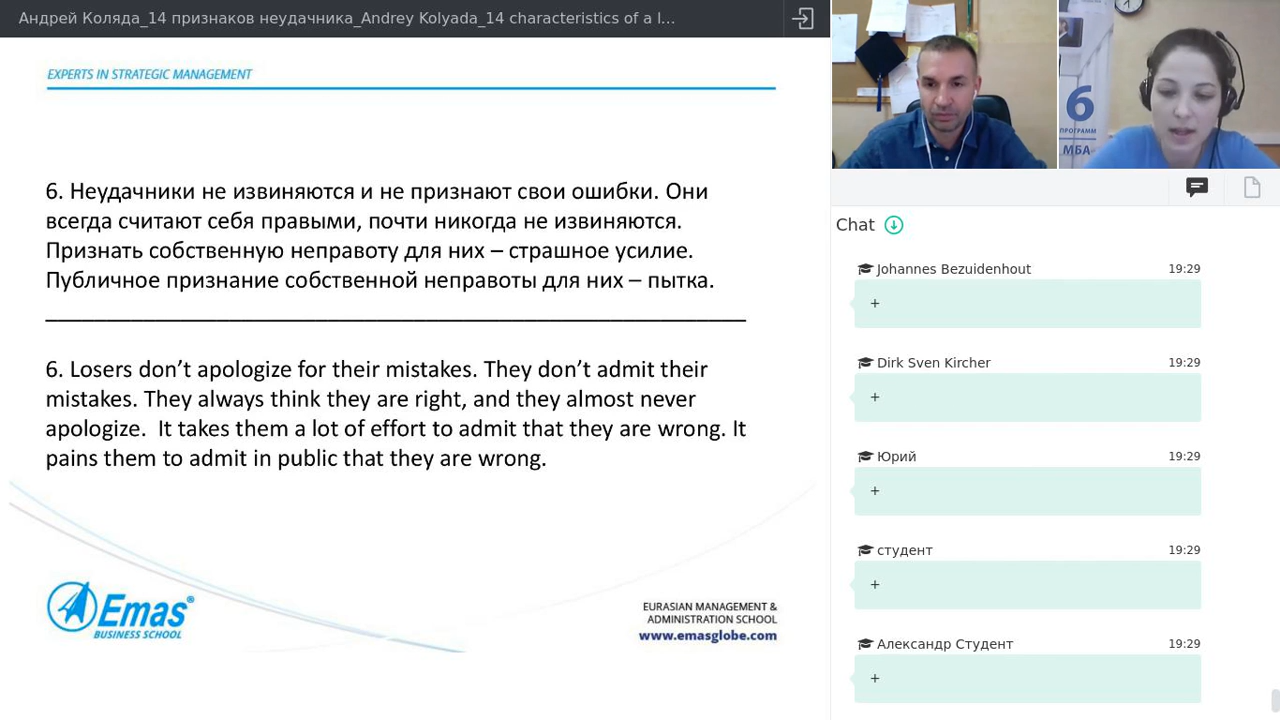 Андрей Коляда_14 признаков неудачника_Andrey Kolyada_14 characteristics of a l...
EXPERTS IN STRATEGIC MANAGEMENT
6. Неудачники не извиняются и не признают свои ошибки. Они
всегда считают себя правыми, почти никогда не извиняются.
Признать собственную неправоту для них – страшное усилие.
Публичное признание собственной неправоты для них – пытка.
6. Losers don’t apologize for their mistakes. They don’t admit their
mistakes. They always think they are right, and they almost never
apologize. It takes them a lot of effort to admit that they are wrong. It
pains them to admit in public that they are wrong.
Emas®
BUSINESS SCHOOL
EURASIAN MANAGEMENT &
ADMINISTRATION SCHOOL
www.emasglobe.com
6
ПРОГРАММ
МБА
Chat
Johannes Bezuidenhout 19:29
+
Dirk Sven Kircher 19:29
+
Юрий 19:29
+
студент 19:29
+
Александр Студент 19:29
+